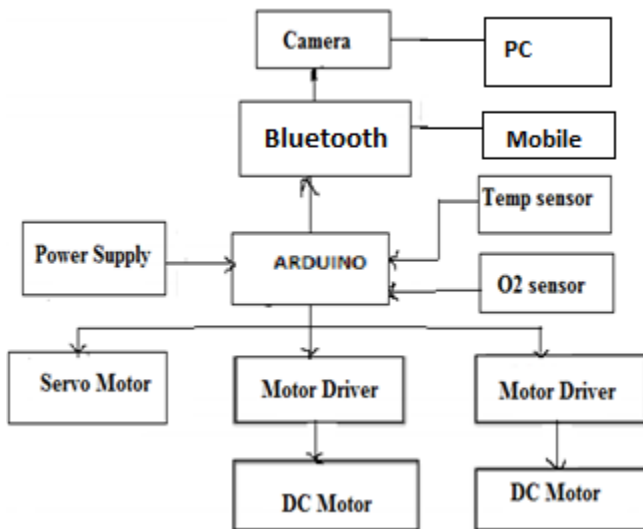 Camera
PC
Bluetooth
Mobile
Temp sensor
Power Supply
ARDUINO
O2 sensor
Servo Motor
Motor Driver
Motor Driver
DC Motor
DC Motor